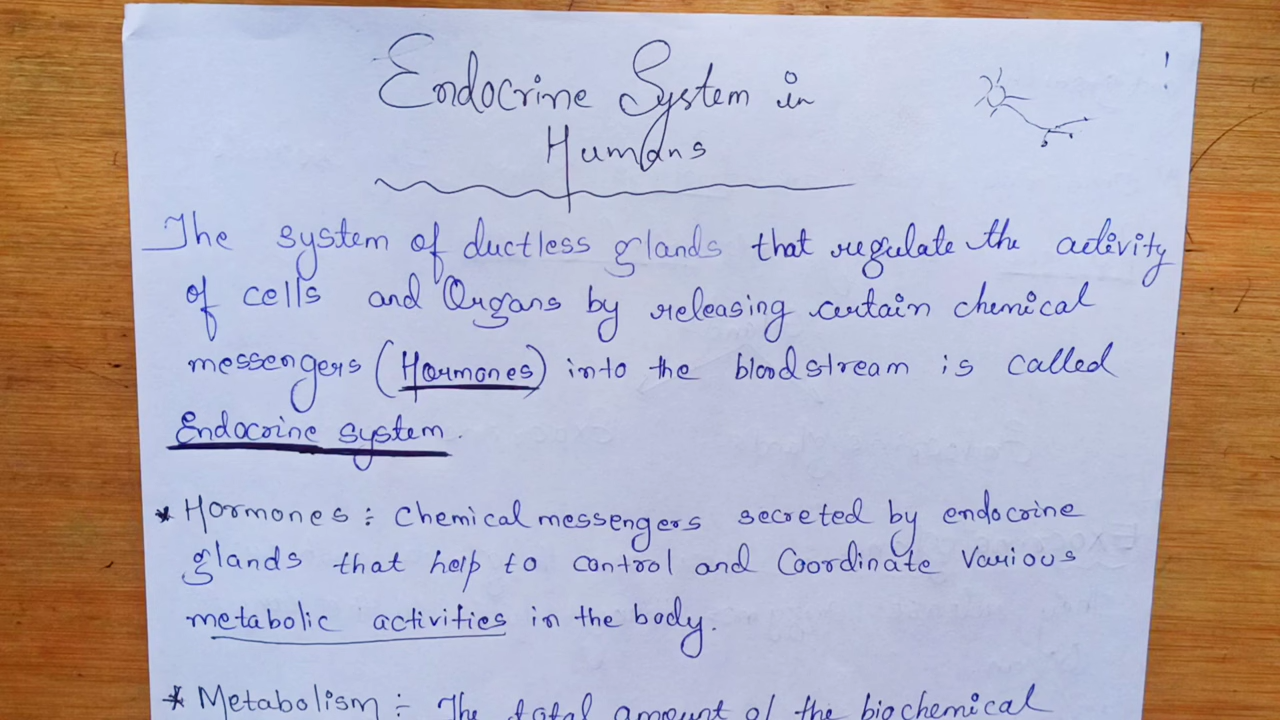 Endocrine System in
Humans
The system of ductless glands that regulate the activity
of cells and Organs by releasing certain chemical
messengers (Hormones) into the bloodstream is called
Endocrine system.
* Hormones : Chemical messengers secreted by endocrine
glands that help to control and Coordinate Various
metabolic activities in the body.
* Metabolism : The total amount of the biochemical